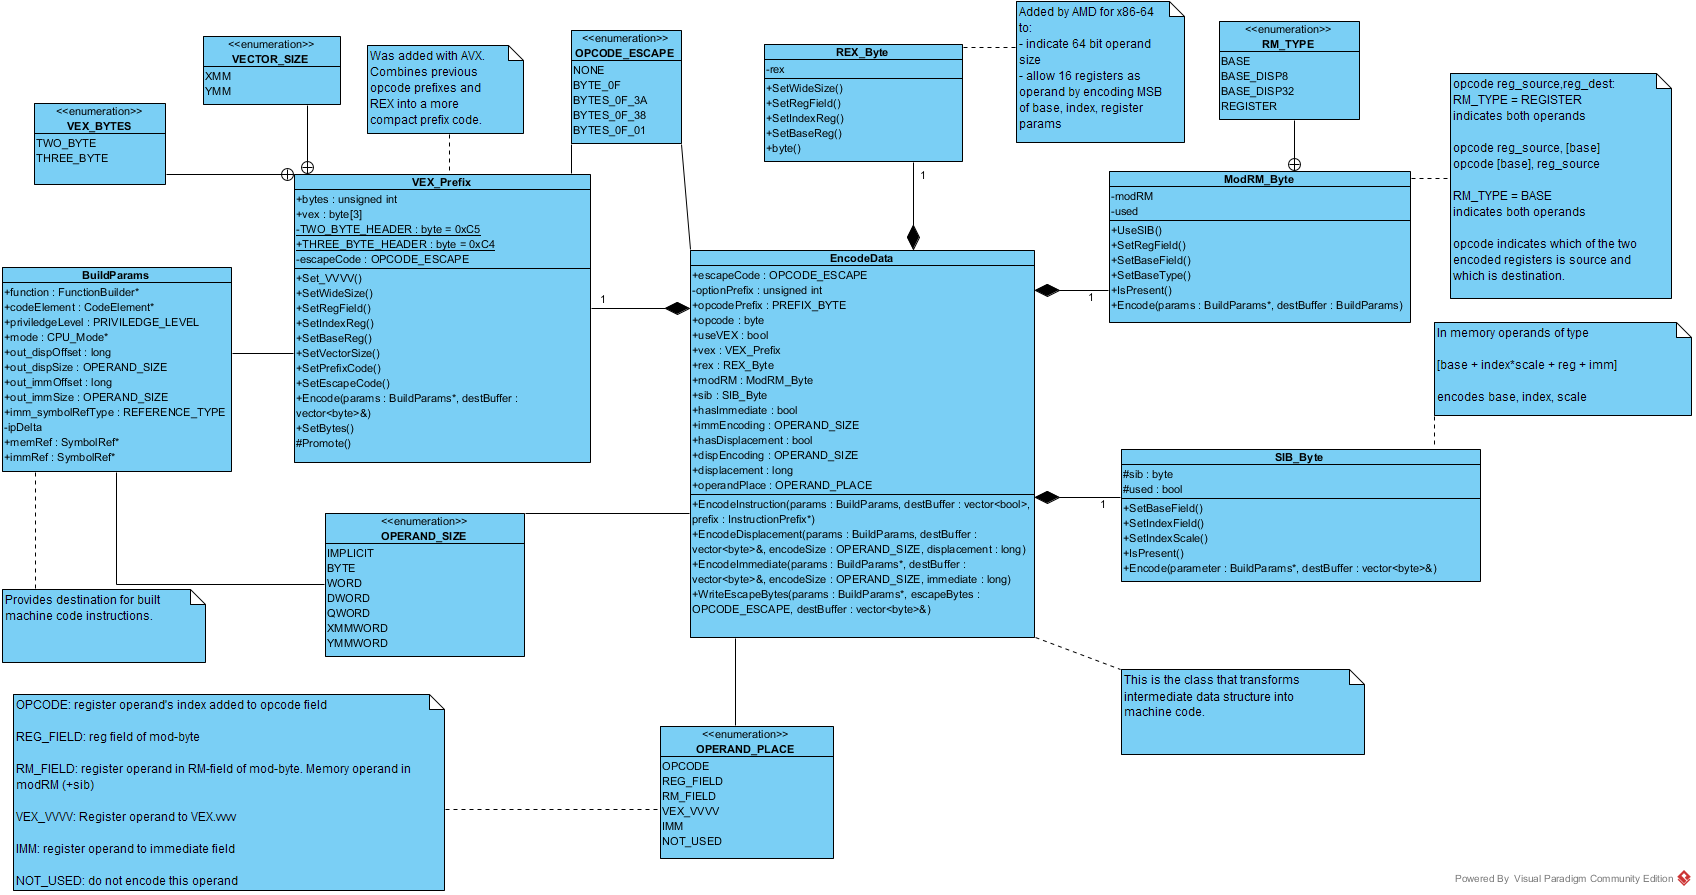 <<enumeration>>
VECTOR_SIZE
XMM
YMM
<<enumeration>>
VEX_BYTES
TWO_BYTE
THREE_BYTE
Was added with AVX.
Combines previous
opcode prefixes and
REX into a more
compact prefix code.
<<enumeration>>
OPCODE_ESCAPE
NONE
BYTE_0F
BYTES_0F_3A
BYTES_0F_38
BYTES_0F_01
REX_Byte
-rex
+SetWideSize()
+SetRegField()
+SetIndexReg()
+SetBaseReg()
+byte()
1
Added by AMD for x86-64
to:
- indicate 64 bit operand
size
- allow 16 registers as
operand by encoding MSB
of base, index, register
params
<<enumeration>>
RM_TYPE
BASE
BASE_DISP8
BASE_DISP32
REGISTER
opcode reg_source,reg_dest:
RM_TYPE = REGISTER
indicates both operands
opcode reg_source, [base]
opcode [base], reg_source
RM_TYPE = BASE
indicates both operands
opcode indicates which of the two
encoded registers is source and
which is destination.
VEX_Prefix
+bytes : unsigned int
+vex : byte[3]
-TWO_BYTE_HEADER : byte = 0xC5
+THREE_BYTE_HEADER : byte = 0xC4
-escapeCode : OPCODE_ESCAPE
+Set_VVVV()
+SetWideSize()
+SetRegField()
+SetIndexReg()
+SetBaseReg()
+SetVectorSize()
+SetPrefixCode()
+SetEscapeCode()
+Encode(params : BuildParams*, destBuffer :
vector<byte>&)
+SetBytes()
#Promote()
1
ModRM_Byte
-modRM
-used
+UseSIB()
+SetRegField()
+SetBaseField()
+SetBaseType()
+IsPresent()
+Encode(params : BuildParams*, destBuffer : BuildParams)
1
BuildParams
+function : FunctionBuilder*
+codeElement : CodeElement*
+priviledgeLevel : PRIVILEDGE_LEVEL
+mode : CPU_Mode*
+out_dispOffset : long
+out_dispSize : OPERAND_SIZE
+out_immOffset : long
+out_immSize : OPERAND_SIZE
+imm_symbolRefType : REFERENCE_TYPE
-ipDelta
+memRef : SymbolRef*
+immRef : SymbolRef*
EncodeData
+escapeCode : OPCODE_ESCAPE
-optionPrefix : unsigned int
+opcodePrefix : PREFIX_BYTE
+opcode : byte
+useVEX : bool
+vex : VEX_Prefix
+rex : REX_Byte
+modRM : ModRM_Byte
+sib : SIB_Byte
+hasImmediate : bool
+immEncoding : OPERAND_SIZE
+hasDisplacement : bool
+dispEncoding : OPERAND_SIZE
+displacement : long
+operandPlace : OPERAND_PLACE
+EncodeInstruction(params : BuildParams, destBuffer : vector<bool>,
prefix : InstructionPrefix*)
+EncodeDisplacement(params : BuildParams, destBuffer :
vector<byte>&, encodeSize : OPERAND_SIZE, displacement : long)
+EncodeImmediate(params : BuildParams*, destBuffer :
vector<byte>&, encodeSize : OPERAND_SIZE, immediate : long)
+WriteEscapeBytes(params : BuildParams*, escapeBytes :
OPCODE_ESCAPE, destBuffer : vector<byte>&)
In memory operands of type
[base + index*scale + reg + imm]
encodes base, index, scale
SIB_Byte
#sib : byte
#used : bool
+SetBaseField()
+SetIndexField()
+SetIndexScale()
+IsPresent()
+Encode(parameter : BuildParams*, destBuffer : vector<byte>&)
1
<<enumeration>>
OPERAND_SIZE
IMPLICIT
BYTE
WORD
DWORD
QWORD
XMMWORD
YMMWORD
Provides destination for built
machine code instructions.
This is the class that transforms
intermediate data structure into
machine code.
OPCODE: register operand's index added to opcode field
REG_FIELD: reg field of mod-byte
RM_FIELD: register operand in RM-field of mod-byte. Memory operand in
modRM (+sib)
VEX_VVVV: Register operand to VEX.vvvv
IMM: register operand to immediate field
NOT_USED: do not encode this operand
<<enumeration>>
OPERAND_PLACE
OPCODE
REG_FIELD
RM_FIELD
VEX_VVVV
IMM
NOT_USED
Powered By Visual Paradigm Community Edition